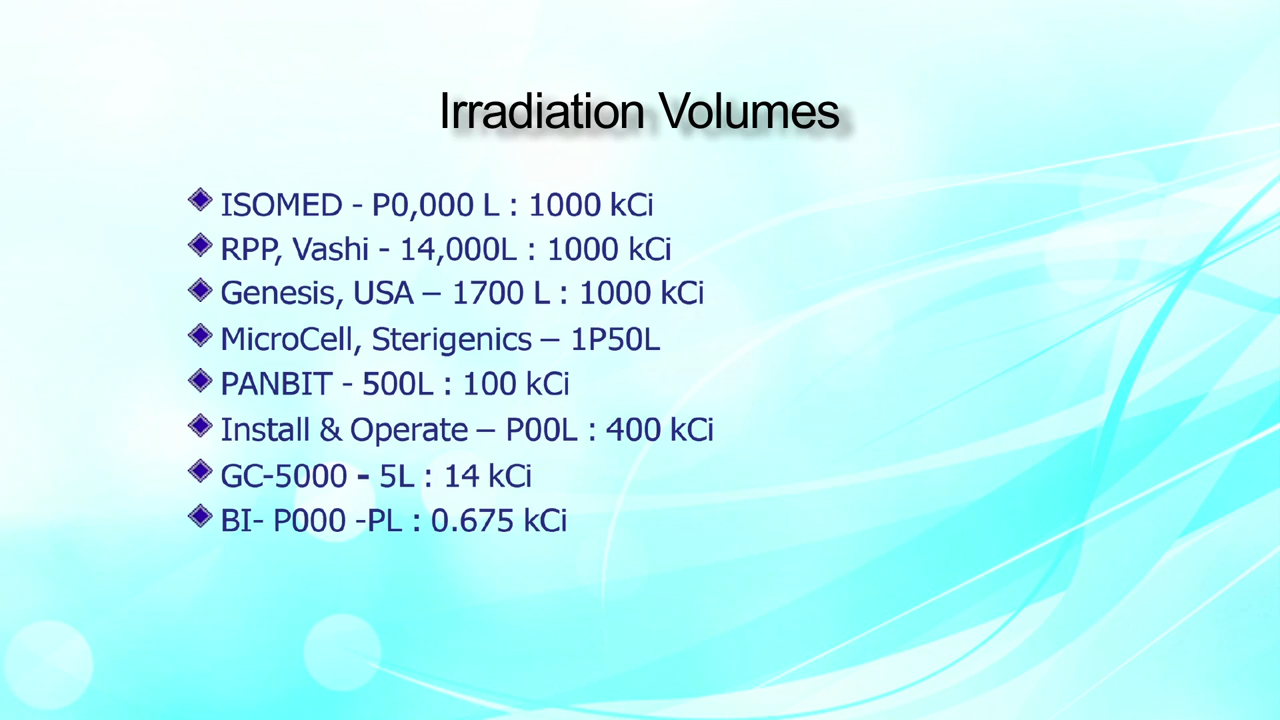 Irradiation Volumes
ISOMED - P0,000 L : 1000 kCi
RPP, Vashi - 14,000L : 1000 kCi
Genesis, USA – 1700 L : 1000 kCi
MicroCell, Sterigenics – 1P50L
PANBIT - 500L : 100 kCi
Install & Operate – P00L : 400 kCi
GC-5000 - 5L : 14 kCi
BI- P000 -PL : 0.675 kCi